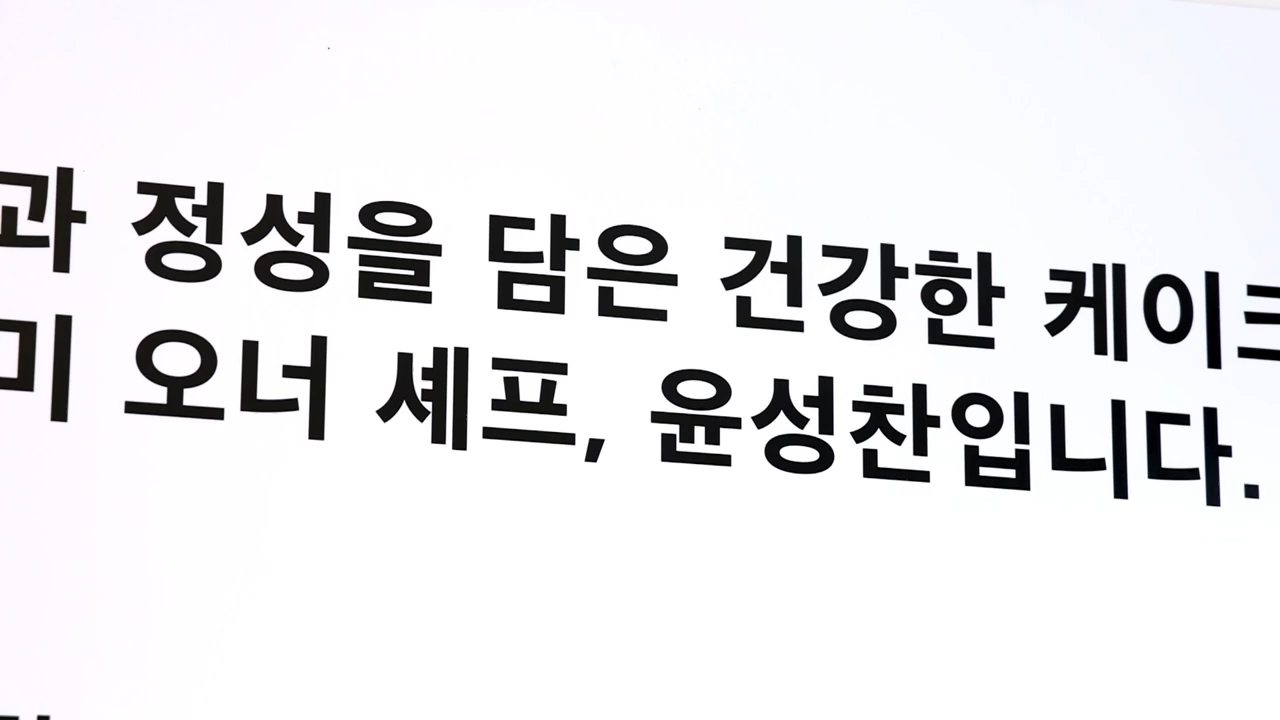 과 정성을 담은 건강한 케이크
미 오너 셰프, 윤성찬입니다.